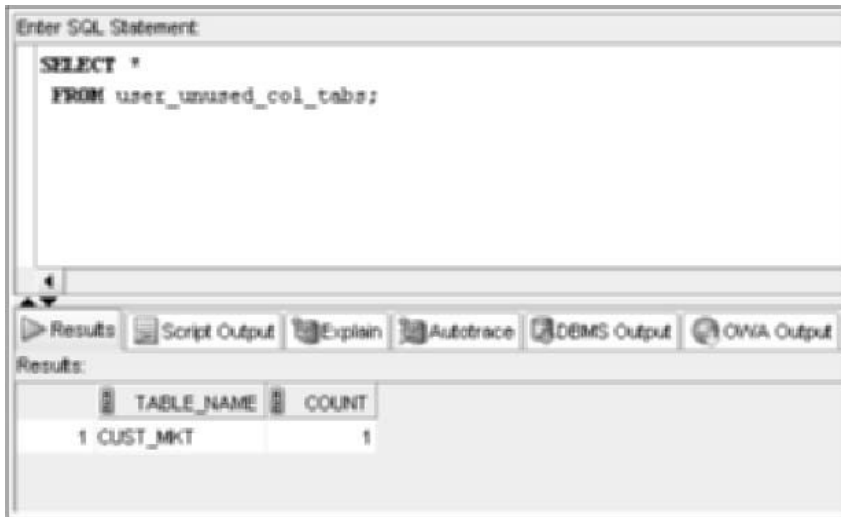 Enter SQL Statement:
SELECT *
FROM user_unused_col_tabs;
Results Script Output Explain Autotrace DBMS Output OWA Output
Results:
TABLE_NAME COUNT
1 CUST_MKT 1